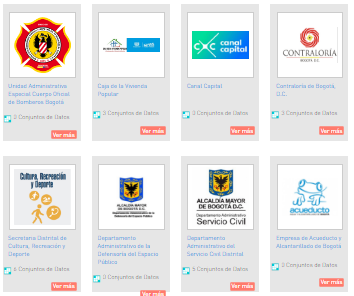 canal
capital
CONTRALORÍA
BOGOTÁ, D.C.
Unidad Administrativa
Especial Cuerpo Oficial
de Bomberos Bogotá
2 Conjuntos de Datos
Ver más
Caja de la Vivienda
Popular
3 Conjuntos de Datos
Ver más
Canal Capital
3 Conjuntos de Datos
Ver más
Contraloría de Bogotá,
D.C.
3 Conjuntos de Datos
Ver más
Cultura, Recreación
y Deporte
ALCALDÍA MAYOR
DE BOGOTÁ D.C.
ALCALDÍA MAYOR
DE BOGOTÁ D.C.
Departamento Administrativo
Servicio Civil
acueducto
Secretaría Distrital de
Cultura, Recreación y
Deporte
6 Conjuntos de Datos
Ver más
Departamento
Administrativo de la
Defensoría del Espacio
Público
Conjuntos de Datos
Ver más
Departamento
Administrativo del
Servicio Civil Distrital
5 Conjuntos de Datos
Ver más
Empresa de Acueducto y
Alcantarillado de Bogotá
2 Conjuntos de Datos
Ver más